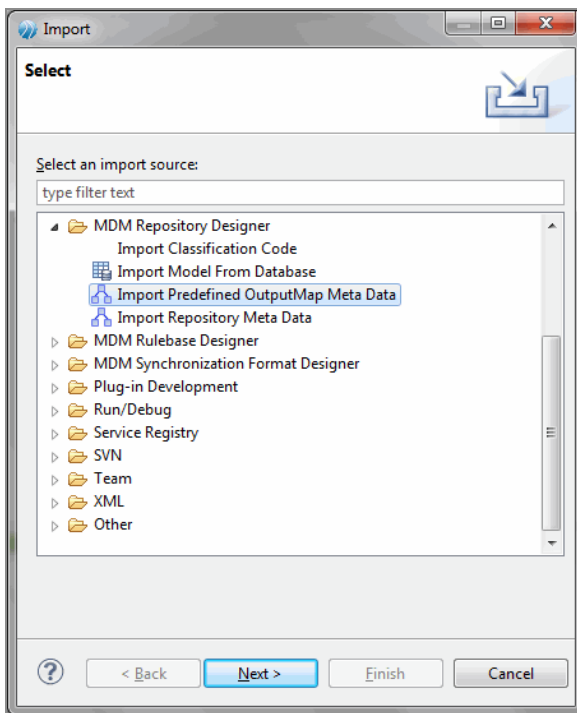 Import
Select
Select an import source:
type filter text
MDM Repository Designer
Import Classification Code
Import Model From Database
Import Predefined OutputMap Meta Data
Import Repository Meta Data
MDM Rulebase Designer
MDM Synchronization Format Designer
Plug-in Development
Run/Debug
Service Registry
SVN
Team
XML
Other
? < Back Next > Finish Cancel